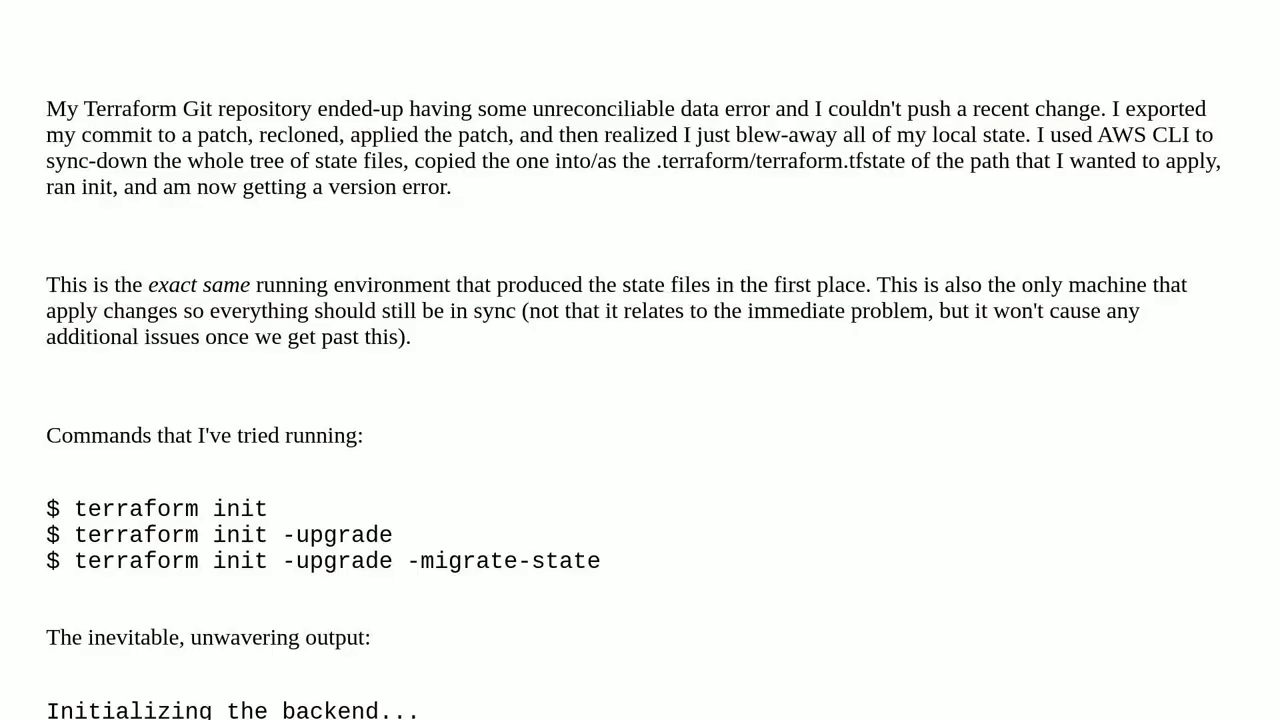 My Terraform Git repository ended-up having some unreconciliable data error and I couldn't push a recent change. I exported
my commit to a patch, recloned, applied the patch, and then realized I just blew-away all of my local state. I used AWS CLI to
sync-down the whole tree of state files, copied the one into/as the .terraform/terraform.tfstate of the path that I wanted to apply,
ran init, and am now getting a version error.
This is the exact same running environment that produced the state files in the first place. This is also the only machine that
apply changes so everything should still be in sync (not that it relates to the immediate problem, but it won't cause any
additional issues once we get past this).
Commands that I've tried running:
$ terraform init
$ terraform init -upgrade
$ terraform init -upgrade -migrate-state
The inevitable, unwavering output:
Initializing the backend...